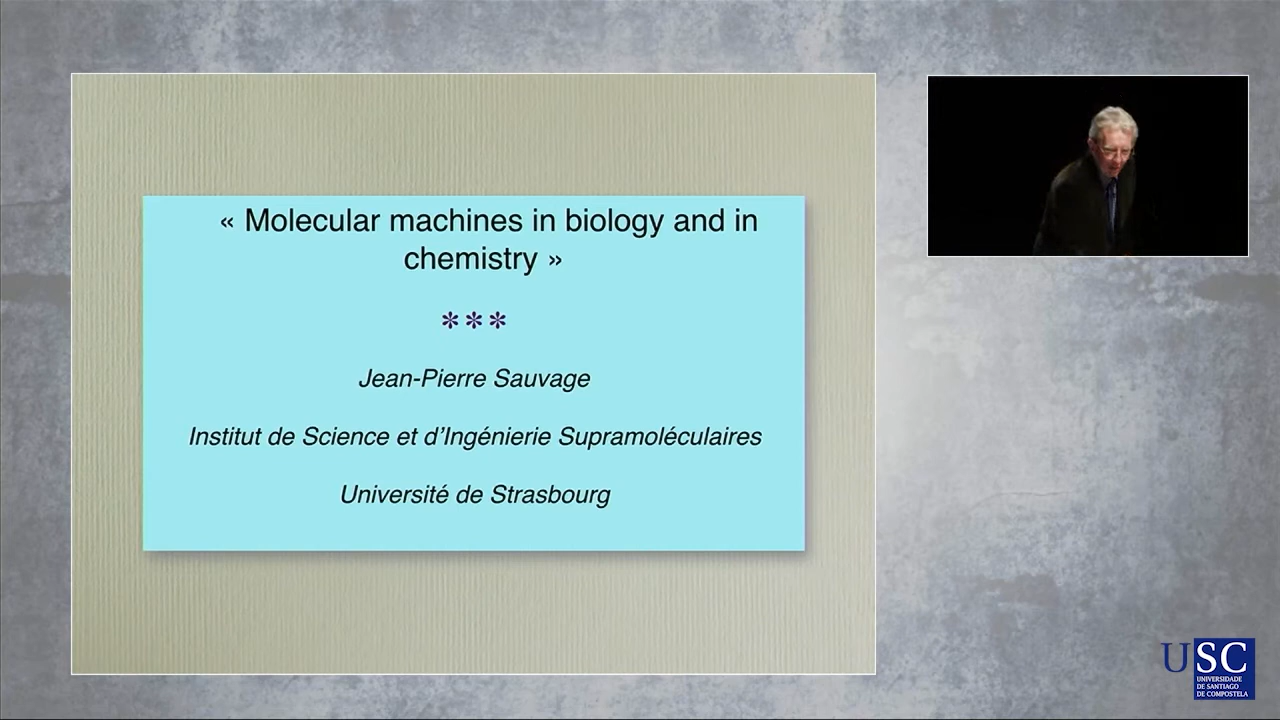 « Molecular machines in biology and in
chemistry »
***
Jean-Pierre Sauvage
Institut de Science et d’Ingénierie Supramoléculaires
Université de Strasbourg
USC
UNIVERSIDADE
DE SANTIAGO
DE COMPOSTELA